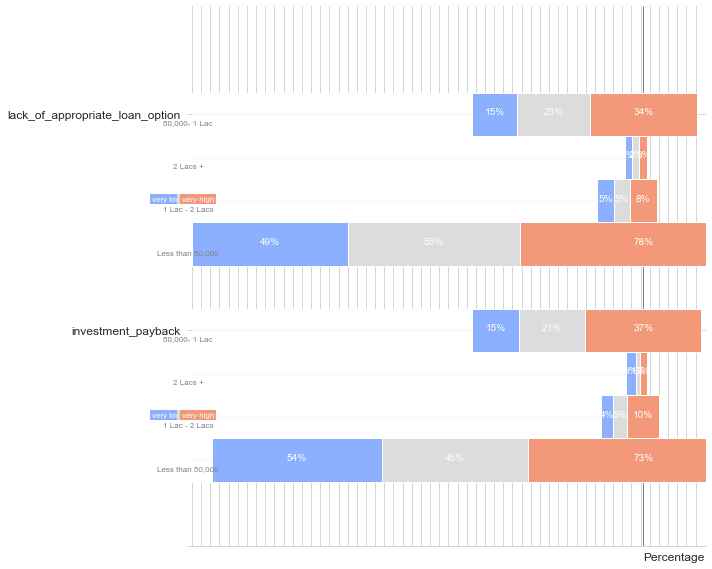 lack_of_appropriate_loan_option
50,000- 1 Lac
15% 23% 34%
2 Lacs +
very low very high
1 Lac - 2 Lacs
5% 5% 8%
Less than 50,000
49% 55% 78%
investment_payback
50,000- 1 Lac
15% 21% 37%
2 Lacs +
very low very high
1 Lac - 2 Lacs
4% 5% 10%
Less than 50,000
54% 46% 73%
Percentage